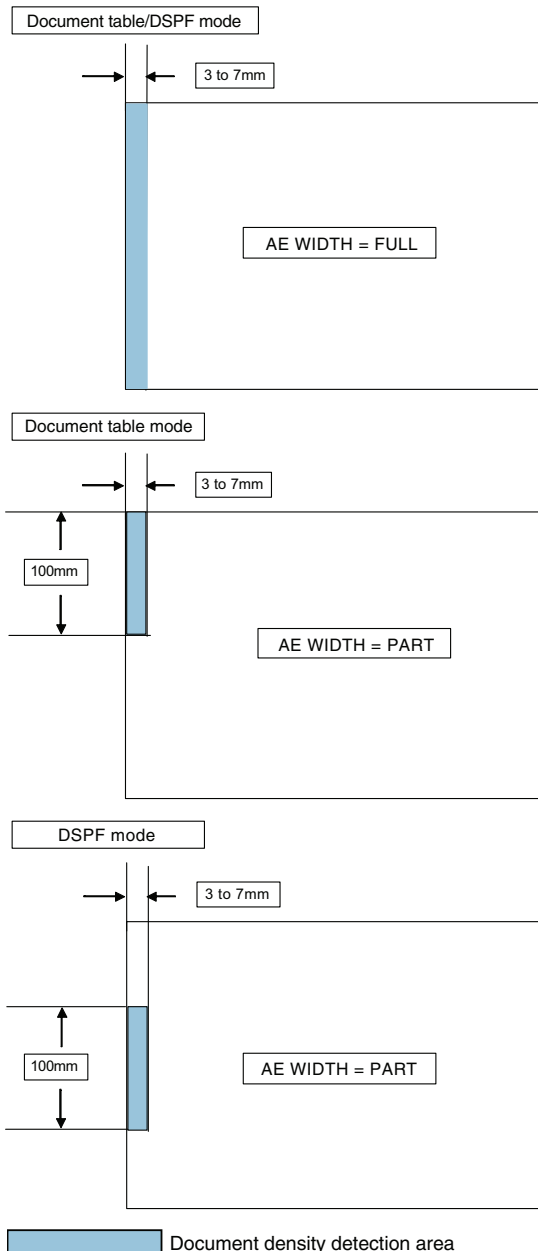 Document table/DSPF mode
3 to 7mm
AE WIDTH = FULL
Document table mode
3 to 7mm
100mm
AE WIDTH = PART
DSPF mode
3 to 7mm
100mm
AE WIDTH = PART
Document density detection area